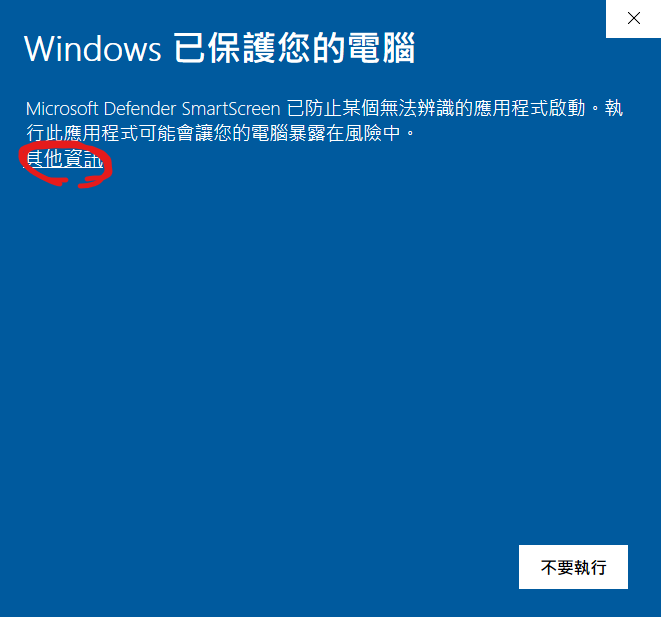 Windows 已保護您的電腦
Microsoft Defender SmartScreen 已防止某個無法辨識的應用程式啟動。執
行此應用程式可能會讓您的電腦暴露在風險中。
其他資訊
不要執行